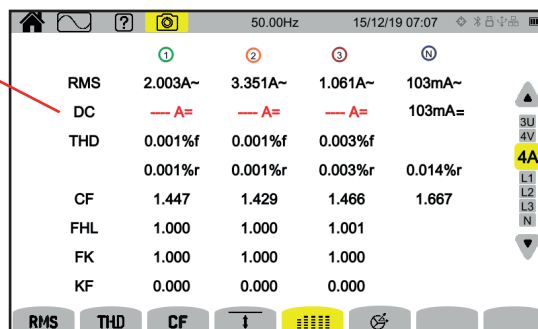 ? 50.00Hz 15/12/19 07:07
1 2 3 N
RMS 2.003A~ 3.351A~ 1.061A~ 103mA~
DC ---- A= ---- A= ---- A= 103mA=
THD 0.001%f 0.001%f 0.003%f
0.001%r 0.001%r 0.003%r 0.014%r
CF 1.447 1.429 1.466 1.667
FHL 1.000 1.000 1.001
FK 1.000 1.000 1.000
KF 0.000 0.000 0.000
3U
4V
4A
L1
L2
L3
N
RMS THD CF